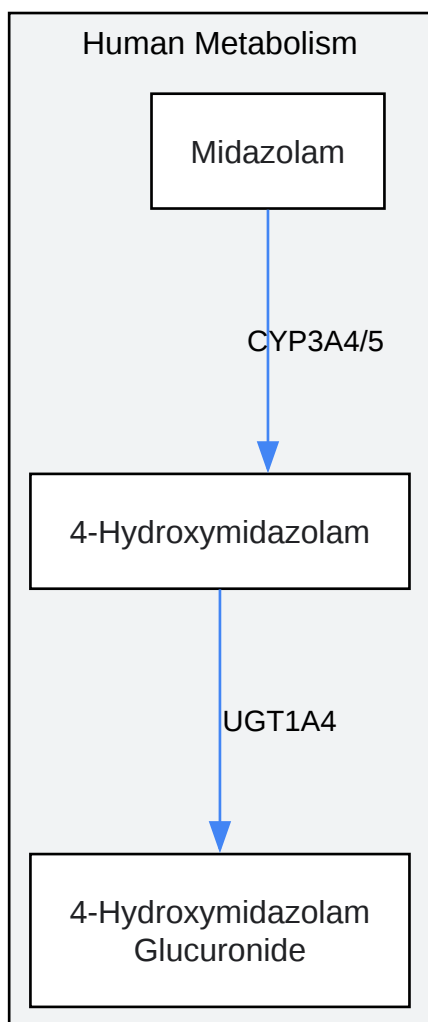 Human Metabolism
Midazolam
CYP3A4/5
4-Hydroxymidazolam
UGT1A4
4-Hydroxymidazolam
Glucuronide